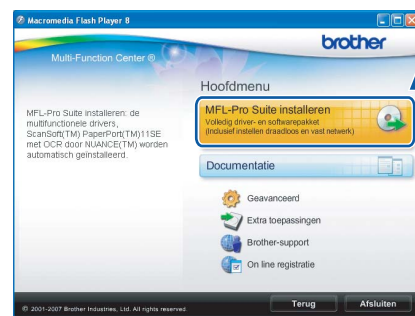 Macromedia Flash Player 8
brother
Multi-Function Center ®
Hoofdmenu
MFL-Pro Suite installeren
Volledig driver- en softwarepakket
(Inclusief instellen draadloos en vast netwerk)
MFL-Pro Suite installeren: de
multifunctionele drivers,
ScanSoft(TM) PaperPort(TM)11SE
met OCR door NUANCE(TM) worden
automatisch geïnstalleerd.
Documentatie
Geavanceerd
Extra toepassingen
Brother-support
On line registratie
© 2001-2007 Brother Industries, Ltd. All rights reserved.
Terug
Afsluiten